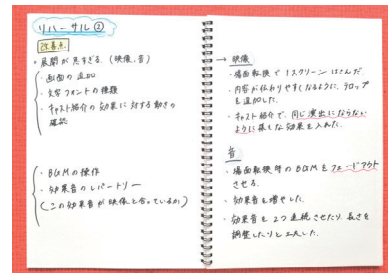 リハーサル②
改善点
・展開が早すぎる.(映像、音)
・画面の追加
・文字フォントの種類
・キャスト紹介の効果に対する動きの
確認
・BGMの操作
・効果音のレパートリー
(この効果音が映像と合っているか)
→ 映像
・場面転換で1スクリーンはさんだ.
・内容が伝わりやすくなるように、テロップ
を追加した.
・キャスト紹介で、同じ演出にならない
ように様々な効果を入れた.
音
・場面転換時のBGMをフェードアウト
させる.
・効果音を増やした.
・効果音を2つ連続させたり、長さを
調整したりと工夫した.